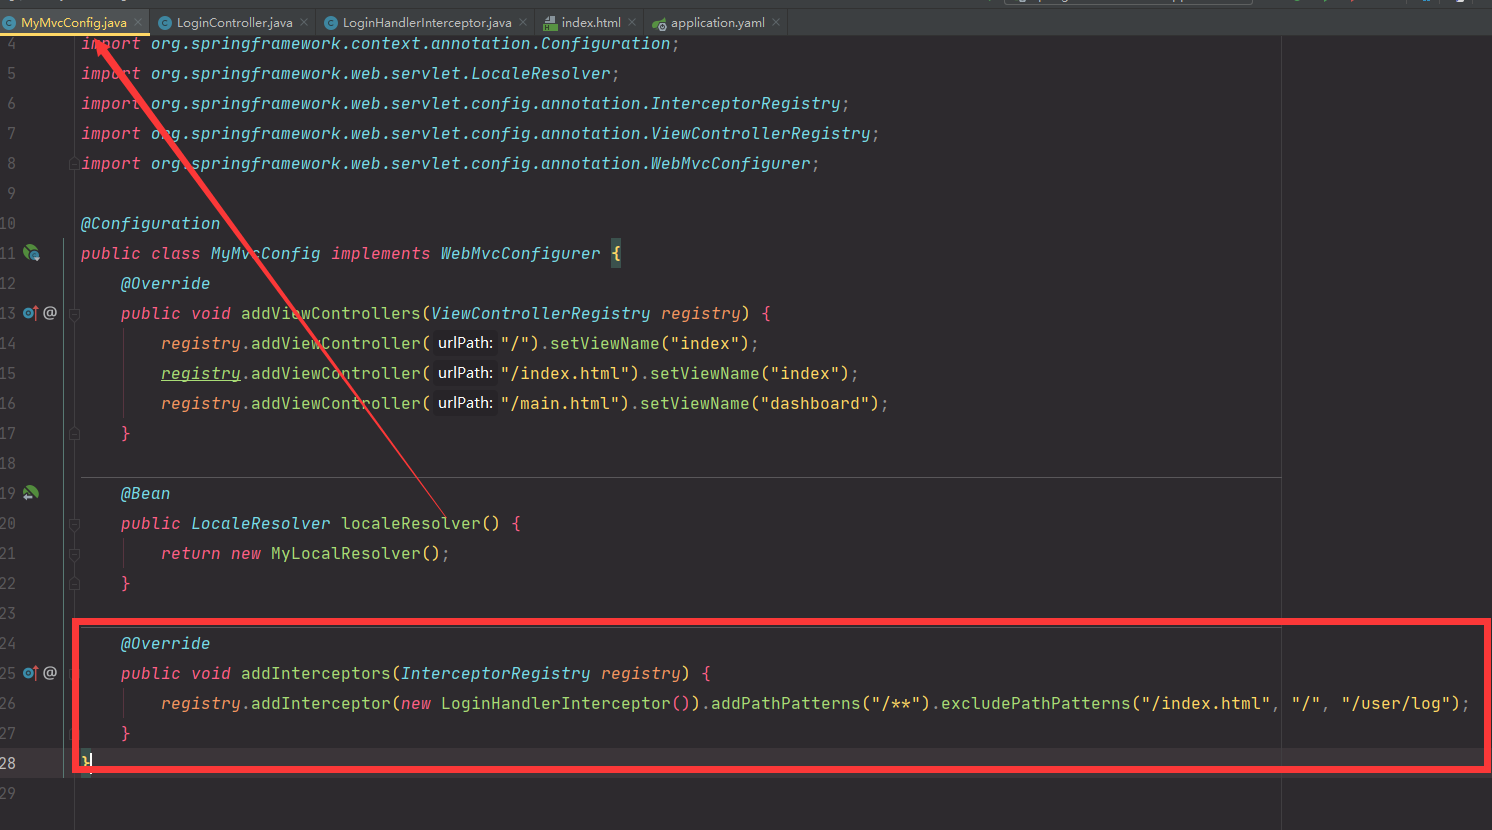 MyMvcConfig.java LoginController.java LoginHandlerInterceptor.java index.html application.yaml
4 import org.springframework.context.annotation.Configuration;
5 import org.springframework.web.servlet.LocaleResolver;
6 import org.springframework.web.servlet.config.annotation.InterceptorRegistry;
7 import org.springframework.web.servlet.config.annotation.ViewControllerRegistry;
8 import org.springframework.web.servlet.config.annotation.WebMvcConfigurer;
9
10 @Configuration
11 public class MyMvcConfig implements WebMvcConfigurer {
12 @Override
13 @ public void addViewControllers(ViewControllerRegistry registry) {
14 registry.addViewController( urlPath: "/").setViewName("index");
15 registry.addViewController( urlPath: "/index.html").setViewName("index");
16 registry.addViewController( urlPath: "/main.html").setViewName("dashboard");
17 }
18
19 @Bean
20 public LocaleResolver localeResolver() {
21 return new MyLocalResolver();
22 }
23
24 @Override
25 @ public void addInterceptors(InterceptorRegistry registry) {
26 registry.addInterceptor(new LoginHandlerInterceptor()).addPathPatterns("/**").excludePathPatterns("/index.html", "/", "/user/log");
27 }
28 }
29